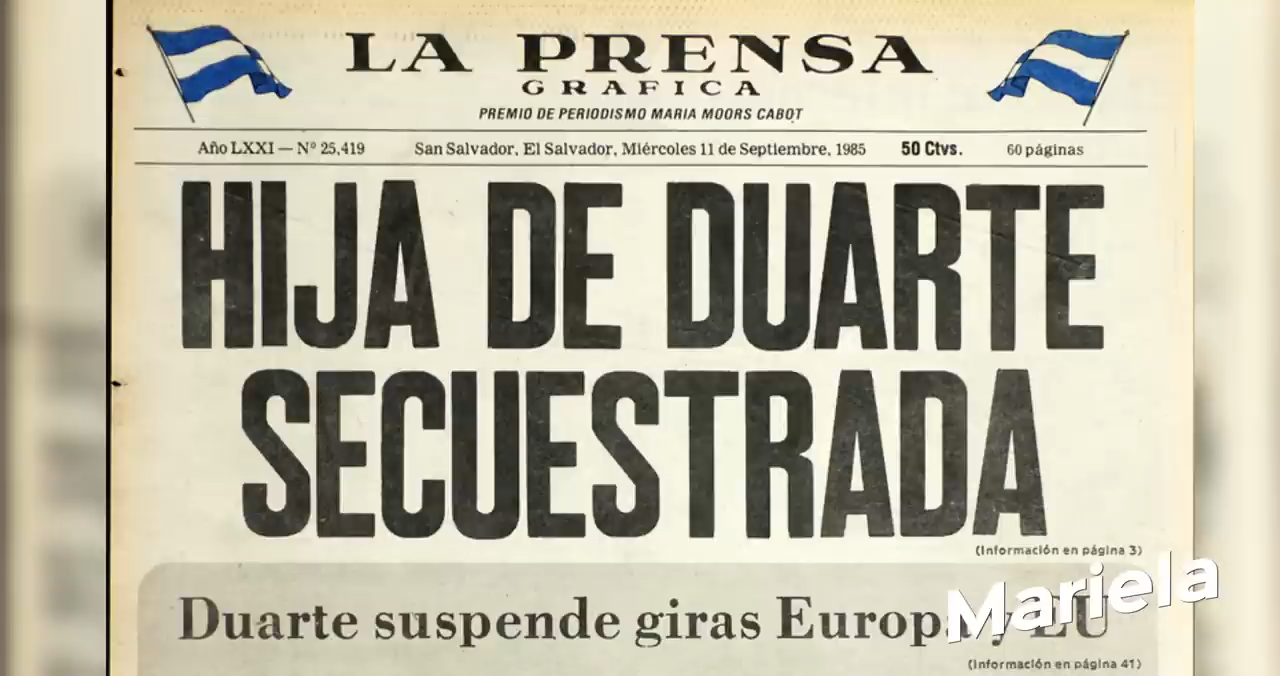 LA PRENSA
GRAFICA
PREMIO DE PERIODISMO MARIA MOORS CABOT
Año LXXI — Nº 25,419 San Salvador, El Salvador, Miércoles 11 de Septiembre, 1985 50 Ctvs. 60 páginas
HIJA DE DUARTE
SECUESTRADA
(Información en página 3)
Duarte suspende giras Europa y EU
Mariela
(Información en página 41)